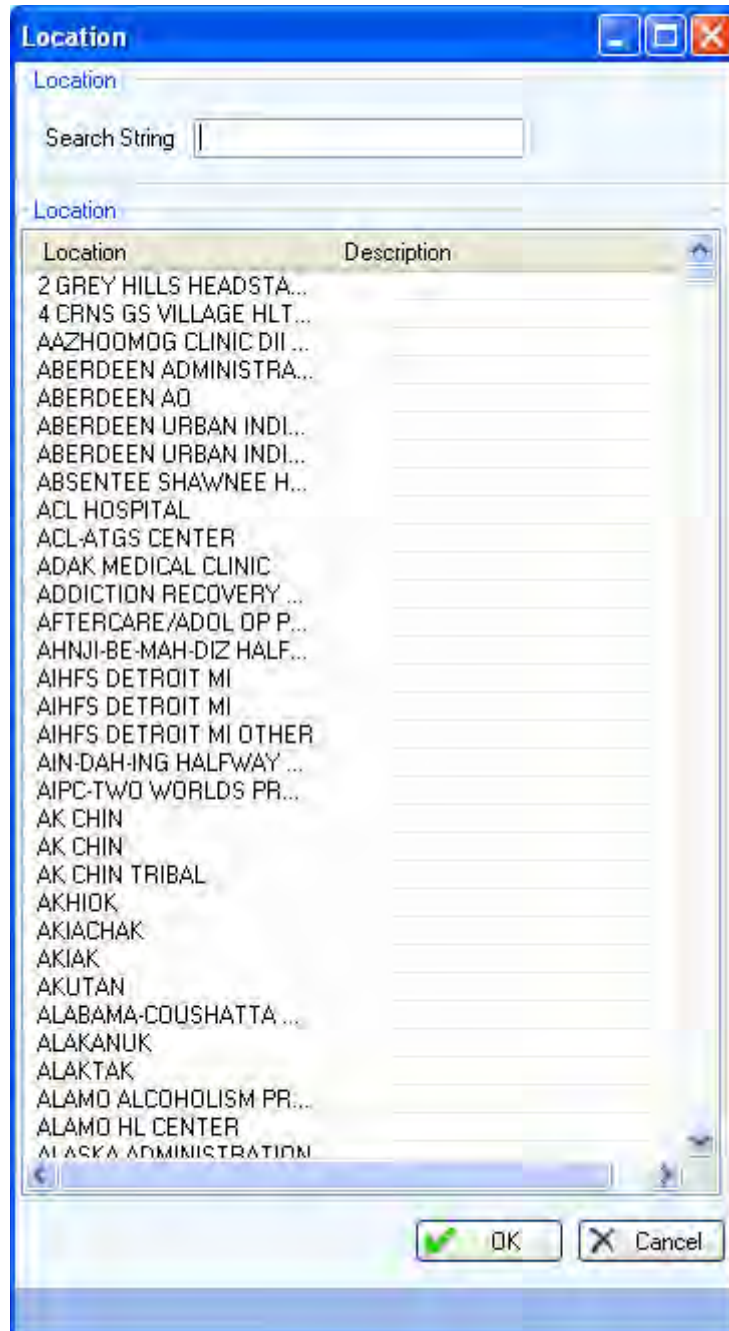 Location
Location
Search String
Location
Location Description
2 GREY HILLS HEADSTA...
4 CRNS GS VILLAGE HLT...
AAZHOOMOG CLINIC DII ...
ABERDEEN ADMINISTRA...
ABERDEEN AO
ABERDEEN URBAN INDI...
ABERDEEN URBAN INDI...
ABSENTEE SHAWNEE H...
ACL HOSPITAL
ACL-ATGS CENTER
ADAK MEDICAL CLINIC
ADDICTION RECOVERY ...
AFTERCARE/ADOL OP P...
AHNJI-BE-MAH-DIZ HALF...
AIHFS DETROIT MI
AIHFS DETROIT MI
AIHFS DETROIT MI OTHER
AIN-DAH-ING HALFWAY ...
AIPC-TWO WORLDS PR...
AK CHIN
AK CHIN
AK CHIN TRIBAL
AKHIOK
AKIACHAK
AKIAK
AKUTAN
ALABAMA-COUSHATTA ...
ALAKANUK
ALAKTAK
ALAMO ALCOHOLISM PR...
ALAMO HL CENTER
ALASKA ADMINISTRATION
OK Cancel